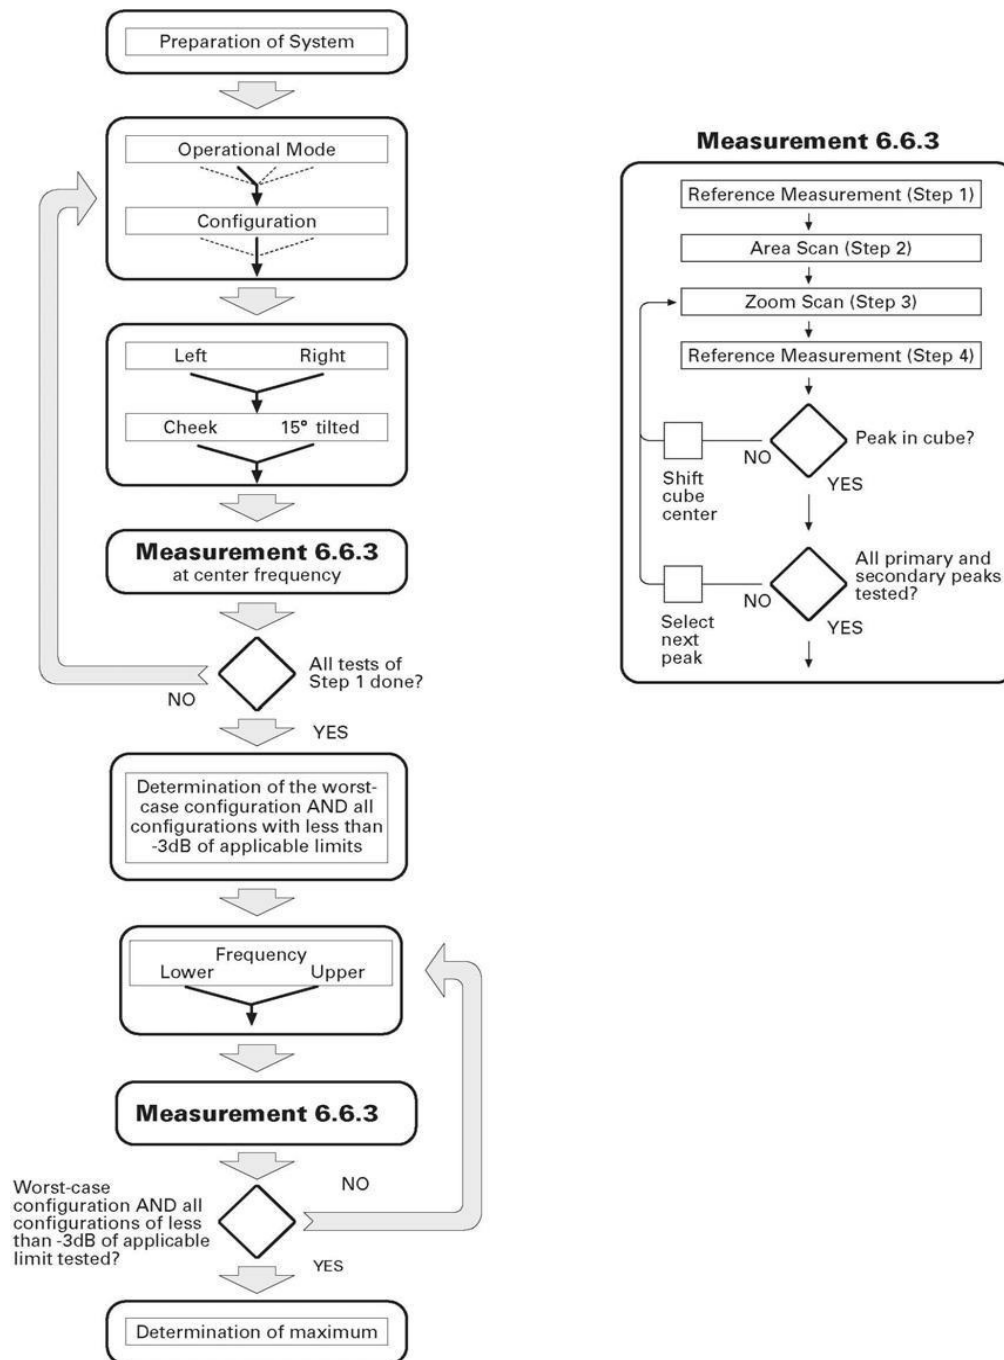 Preparation of System
Operational Mode
Configuration
Left Right
Cheek 15° tilted
Measurement 6.6.3
at center frequency
All tests of
Step 1 done?
NO
YES
Determination of the worst-
case configuration AND all
configurations with less than
-3dB of applicable limits
Frequency
Lower Upper
Measurement 6.6.3
Worst-case
configuration AND all
configurations of less
than -3dB of applicable
limit tested?
NO
YES
Determination of maximum
Measurement 6.6.3
Reference Measurement (Step 1)
Area Scan (Step 2)
Zoom Scan (Step 3)
Reference Measurement (Step 4)
Peak in cube?
NO
YES
Shift
cube
center
All primary and
secondary peaks
tested?
NO
YES
Select
next
peak